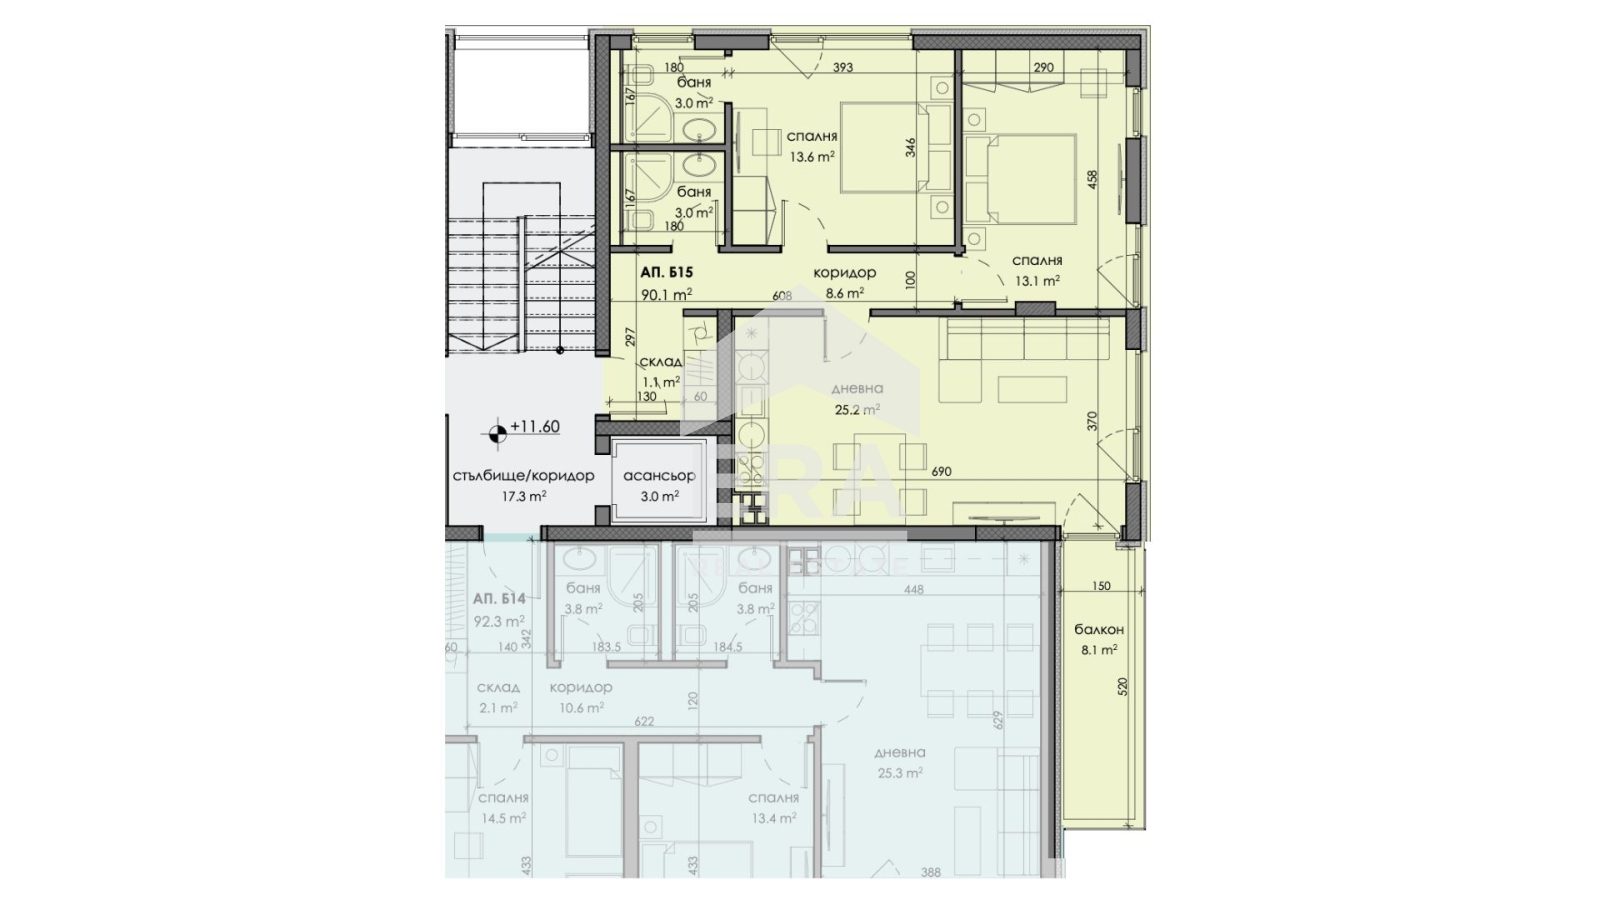 180
393
290
баня
3.0 m²
167
спалня
13.6 m²
346
458
баня
3.0 m²
167
180
спалня
13.1 m²
АП. Б15
90.1 m²
коридор
8.6 m²
100
608
297
склад
1.1 m²
130
60
дневна
25.2 m²
370
690
+11.60
стълбище/коридор
17.3 m²
асансьор
3.0 m²
ERA
REAL ESTATE
АП. Б14
92.3 m²
342
60
140
баня
3.8 m²
205
183.5
205
баня
3.8 m²
184.5
448
150
балкон
8.1 m²
520
склад
2.1 m²
коридор
10.6 m²
120
622
629
дневна
25.3 m²
спалня
14.5 m²
433
спалня
13.4 m²
433
388